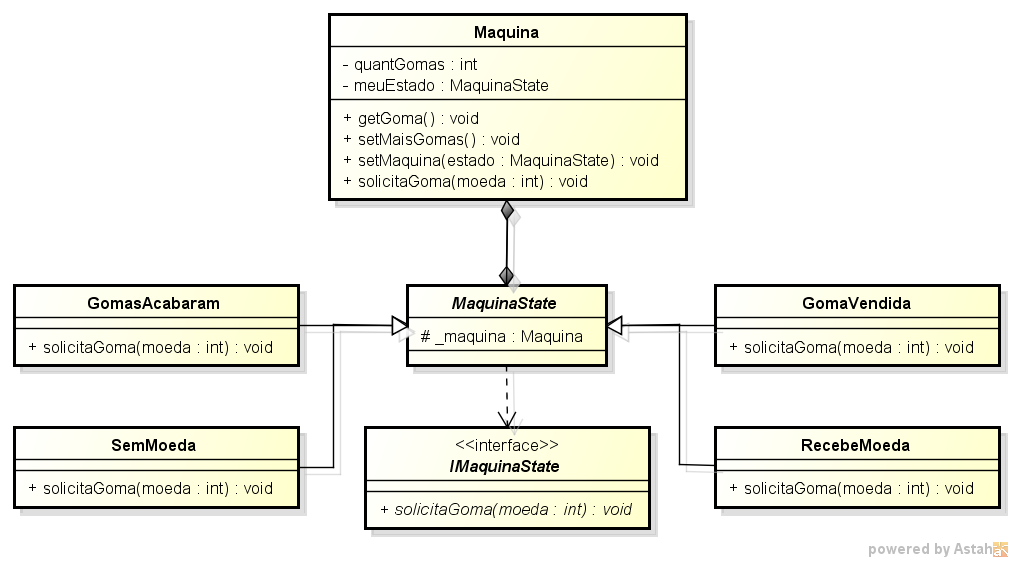 Maquina
- quantGomas : int
- meuEstado : MaquinaState
+ getGoma() : void
+ setMaisGomas() : void
+ setMaquina(estado : MaquinaState) : void
+ solicitaGoma(moeda : int) : void
GomasAcabaram
+ solicitaGoma(moeda : int) : void
MaquinaState
# _maquina : Maquina
GomaVendida
+ solicitaGoma(moeda : int) : void
SemMoeda
+ solicitaGoma(moeda : int) : void
<<interface>>
IMaquinaState
+ solicitaGoma(moeda : int) : void
RecebeMoeda
+ solicitaGoma(moeda : int) : void
powered by Astah